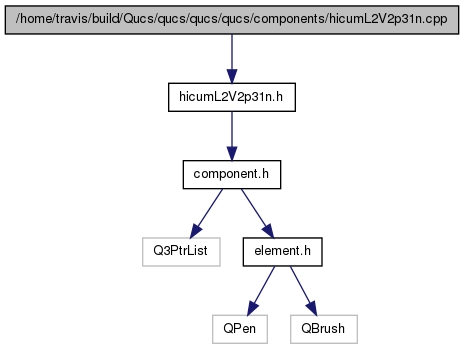 /home/travis/build/Qucs/qucs/qucs/qucs/components/hicumL2V2p31n.cpp
hicumL2V2p31n.h
component.h
Q3PtrList
element.h
QPen
QBrush